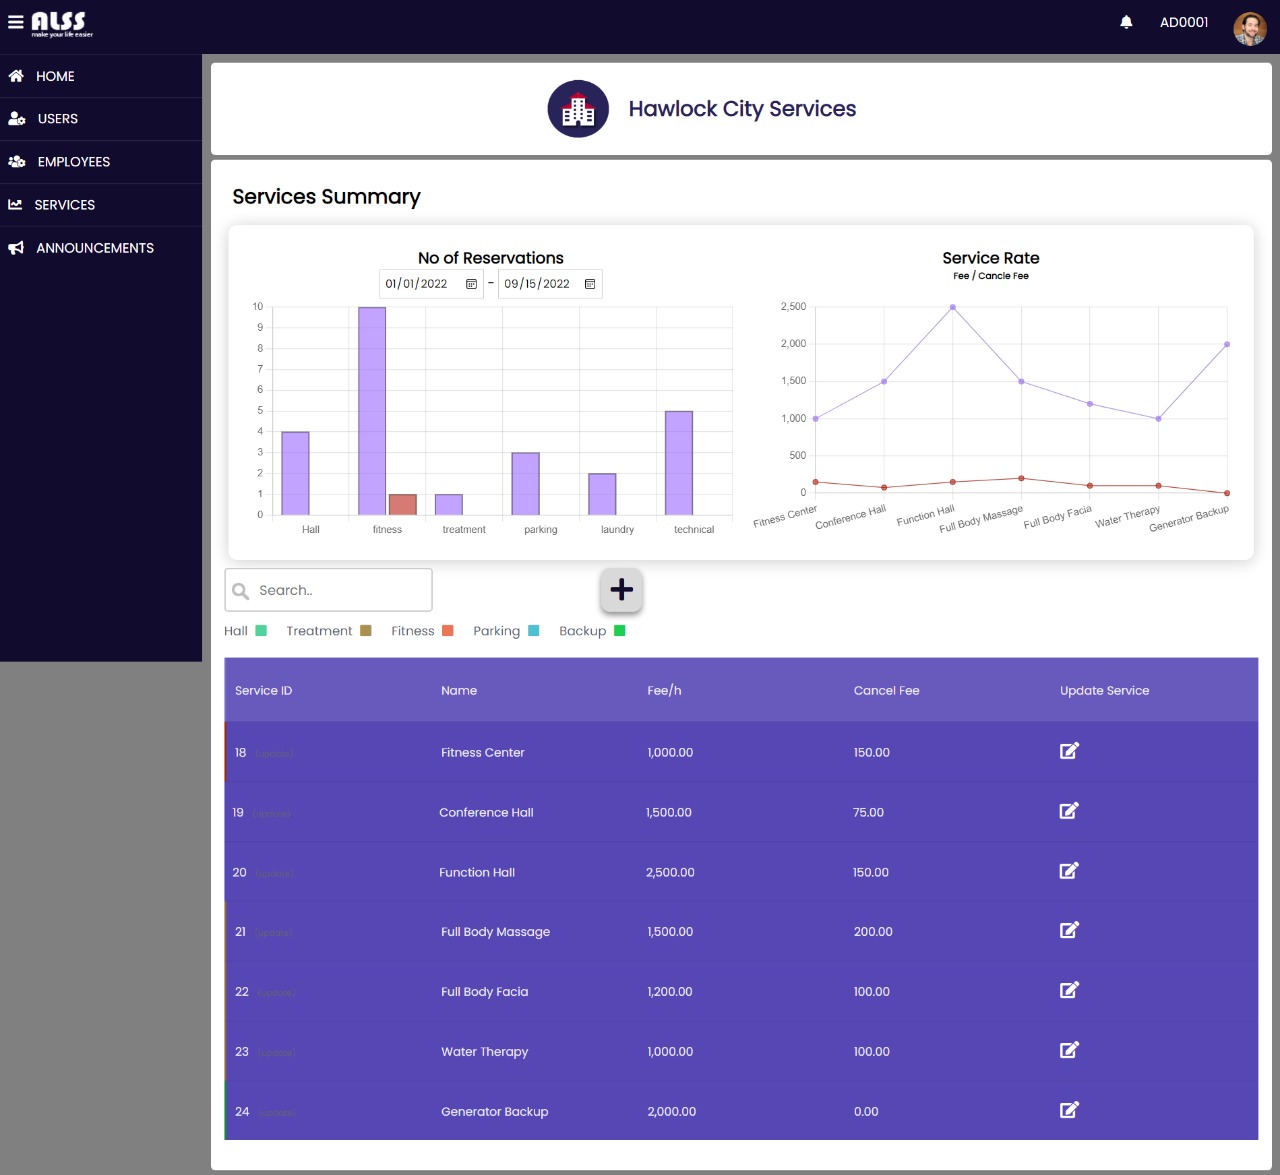 ALSS
make your life easier
AD0001
HOME
USERS
EMPLOYEES
SERVICES
ANNOUNCEMENTS
Hawlock City Services
Services Summary
No of Reservations
01/01/2022 - 09/15/2022
10
9
8
7
6
5
4
3
2
1
0
Hall fitness treatment parking laundry technical
Service Rate
Fee / Cancle Fee
2,500
2,000
1,500
1,000
500
0
Fitness Center Conference Hall Function Hall Full Body Massage Full Body Facia Water Therapy Generator Backup
Search..
Hall Treatment Fitness Parking Backup
Service ID Name Fee/h Cancel Fee Update Service
18 (update) Fitness Center 1,000.00 150.00
19 (update) Conference Hall 1,500.00 75.00
20 (update) Function Hall 2,500.00 150.00
21 (update) Full Body Massage 1,500.00 200.00
22 (update) Full Body Facia 1,200.00 100.00
23 (update) Water Therapy 1,000.00 100.00
24 (update) Generator Backup 2,000.00 0.00